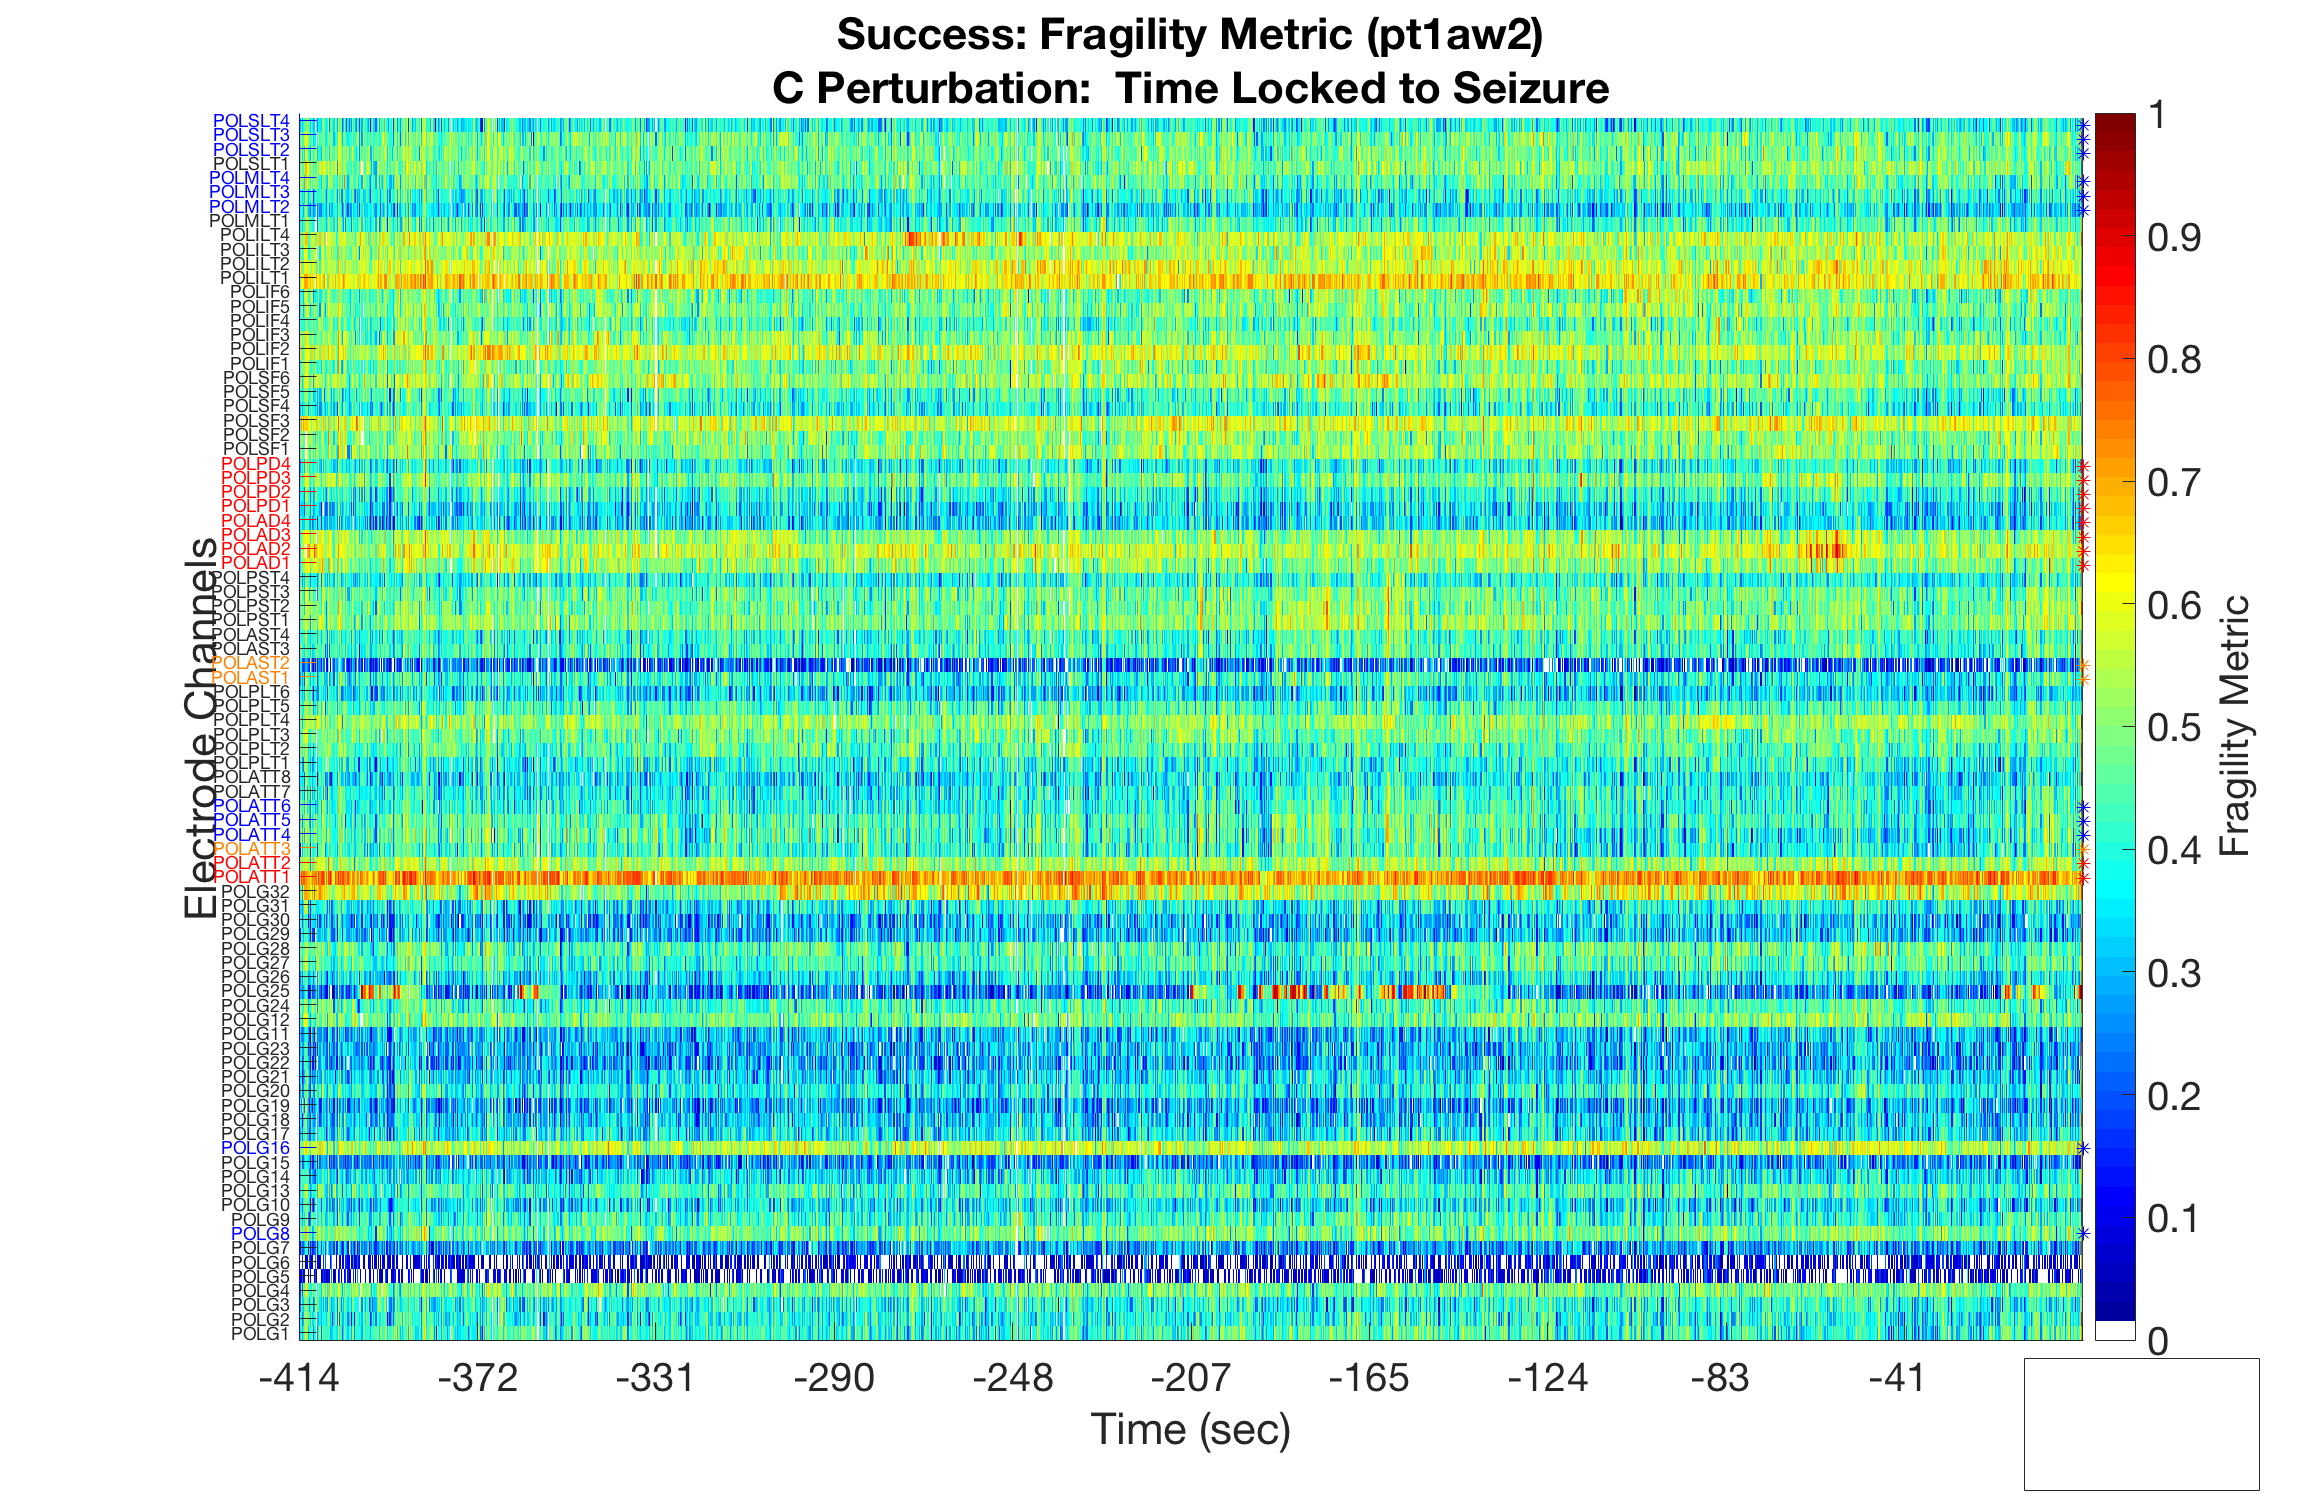 Success: Fragility Metric (pt1aw2)
C Perturbation: Time Locked to Seizure
POLSLT4
POLSLT3
POLSLT2
POLSLT1
POLMLT4
POLMLT3
POLMLT2
POLMLT1
POLILT4
POLILT3
POLILT2
POLILT1
POLIF6
POLIF5
POLIF4
POLIF3
POLIF2
POLIF1
POLSF6
POLSF5
POLSF4
POLSF3
POLSF2
POLSF1
POLPD4
POLPD3
POLPD2
POLPD1
POLAD4
POLAD3
POLAD2
POLAD1
POLPST4
POLPST3
POLPST2
POLPST1
POLAST4
POLAST3
POLAST2
POLAST1
POLPLT6
POLPLT5
POLPLT4
POLPLT3
POLPLT2
POLPLT1
POLATT8
POLATT7
POLATT6
POLATT5
POLATT4
POLATT3
POLATT2
POLATT1
POLG32
POLG31
POLG30
POLG29
POLG28
POLG27
POLG26
POLG25
POLG24
POLG12
POLG11
POLG23
POLG22
POLG21
POLG20
POLG19
POLG18
POLG17
POLG16
POLG15
POLG14
POLG13
POLG10
POLG9
POLG8
POLG7
POLG6
POLG5
POLG4
POLG3
POLG2
POLG1
Electrode Channels
-414 -372 -331 -290 -248 -207 -165 -124 -83 -41
Time (sec)
1
0.9
0.8
0.7
0.6
0.5
0.4
0.3
0.2
0.1
0
Fragility Metric